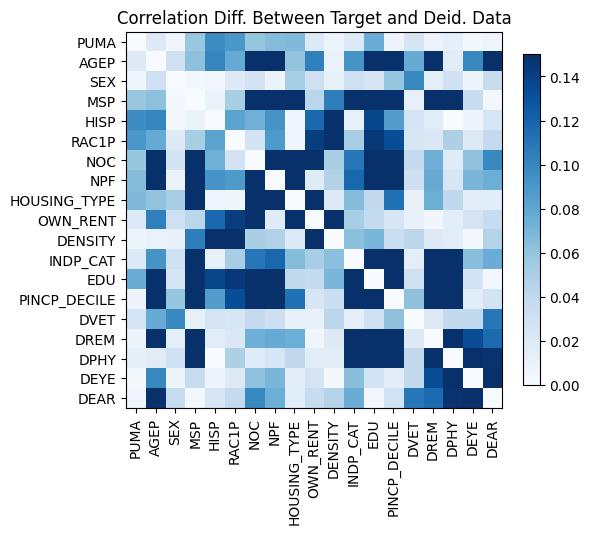 Correlation Diff. Between Target and Deid. Data
PUMA
AGEP
SEX
MSP
HISP
RAC1P
NOC
NPF
HOUSING_TYPE
OWN_RENT
DENSITY
INDP_CAT
EDU
PINCP_DECILE
DVET
DREM
DPHY
DEYE
DEAR
PUMA
AGEP
SEX
MSP
HISP
RAC1P
NOC
NPF
HOUSING_TYPE
OWN_RENT
DENSITY
INDP_CAT
EDU
PINCP_DECILE
DVET
DREM
DPHY
DEYE
DEAR
0.14
0.12
0.10
0.08
0.06
0.04
0.02
0.00